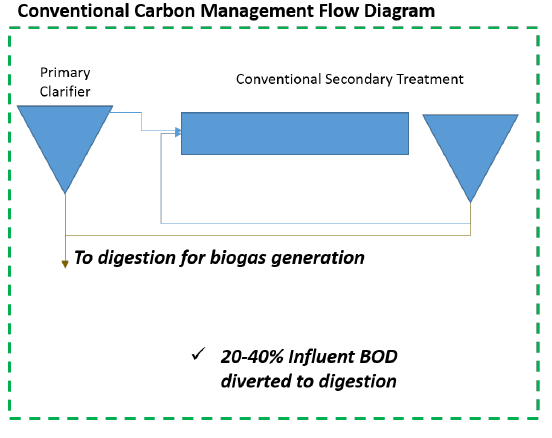 Conventional Carbon Management Flow Diagram
Primary
Clarifier
Conventional Secondary Treatment
To digestion for biogas generation
✓ 20-40% Influent BOD
diverted to digestion